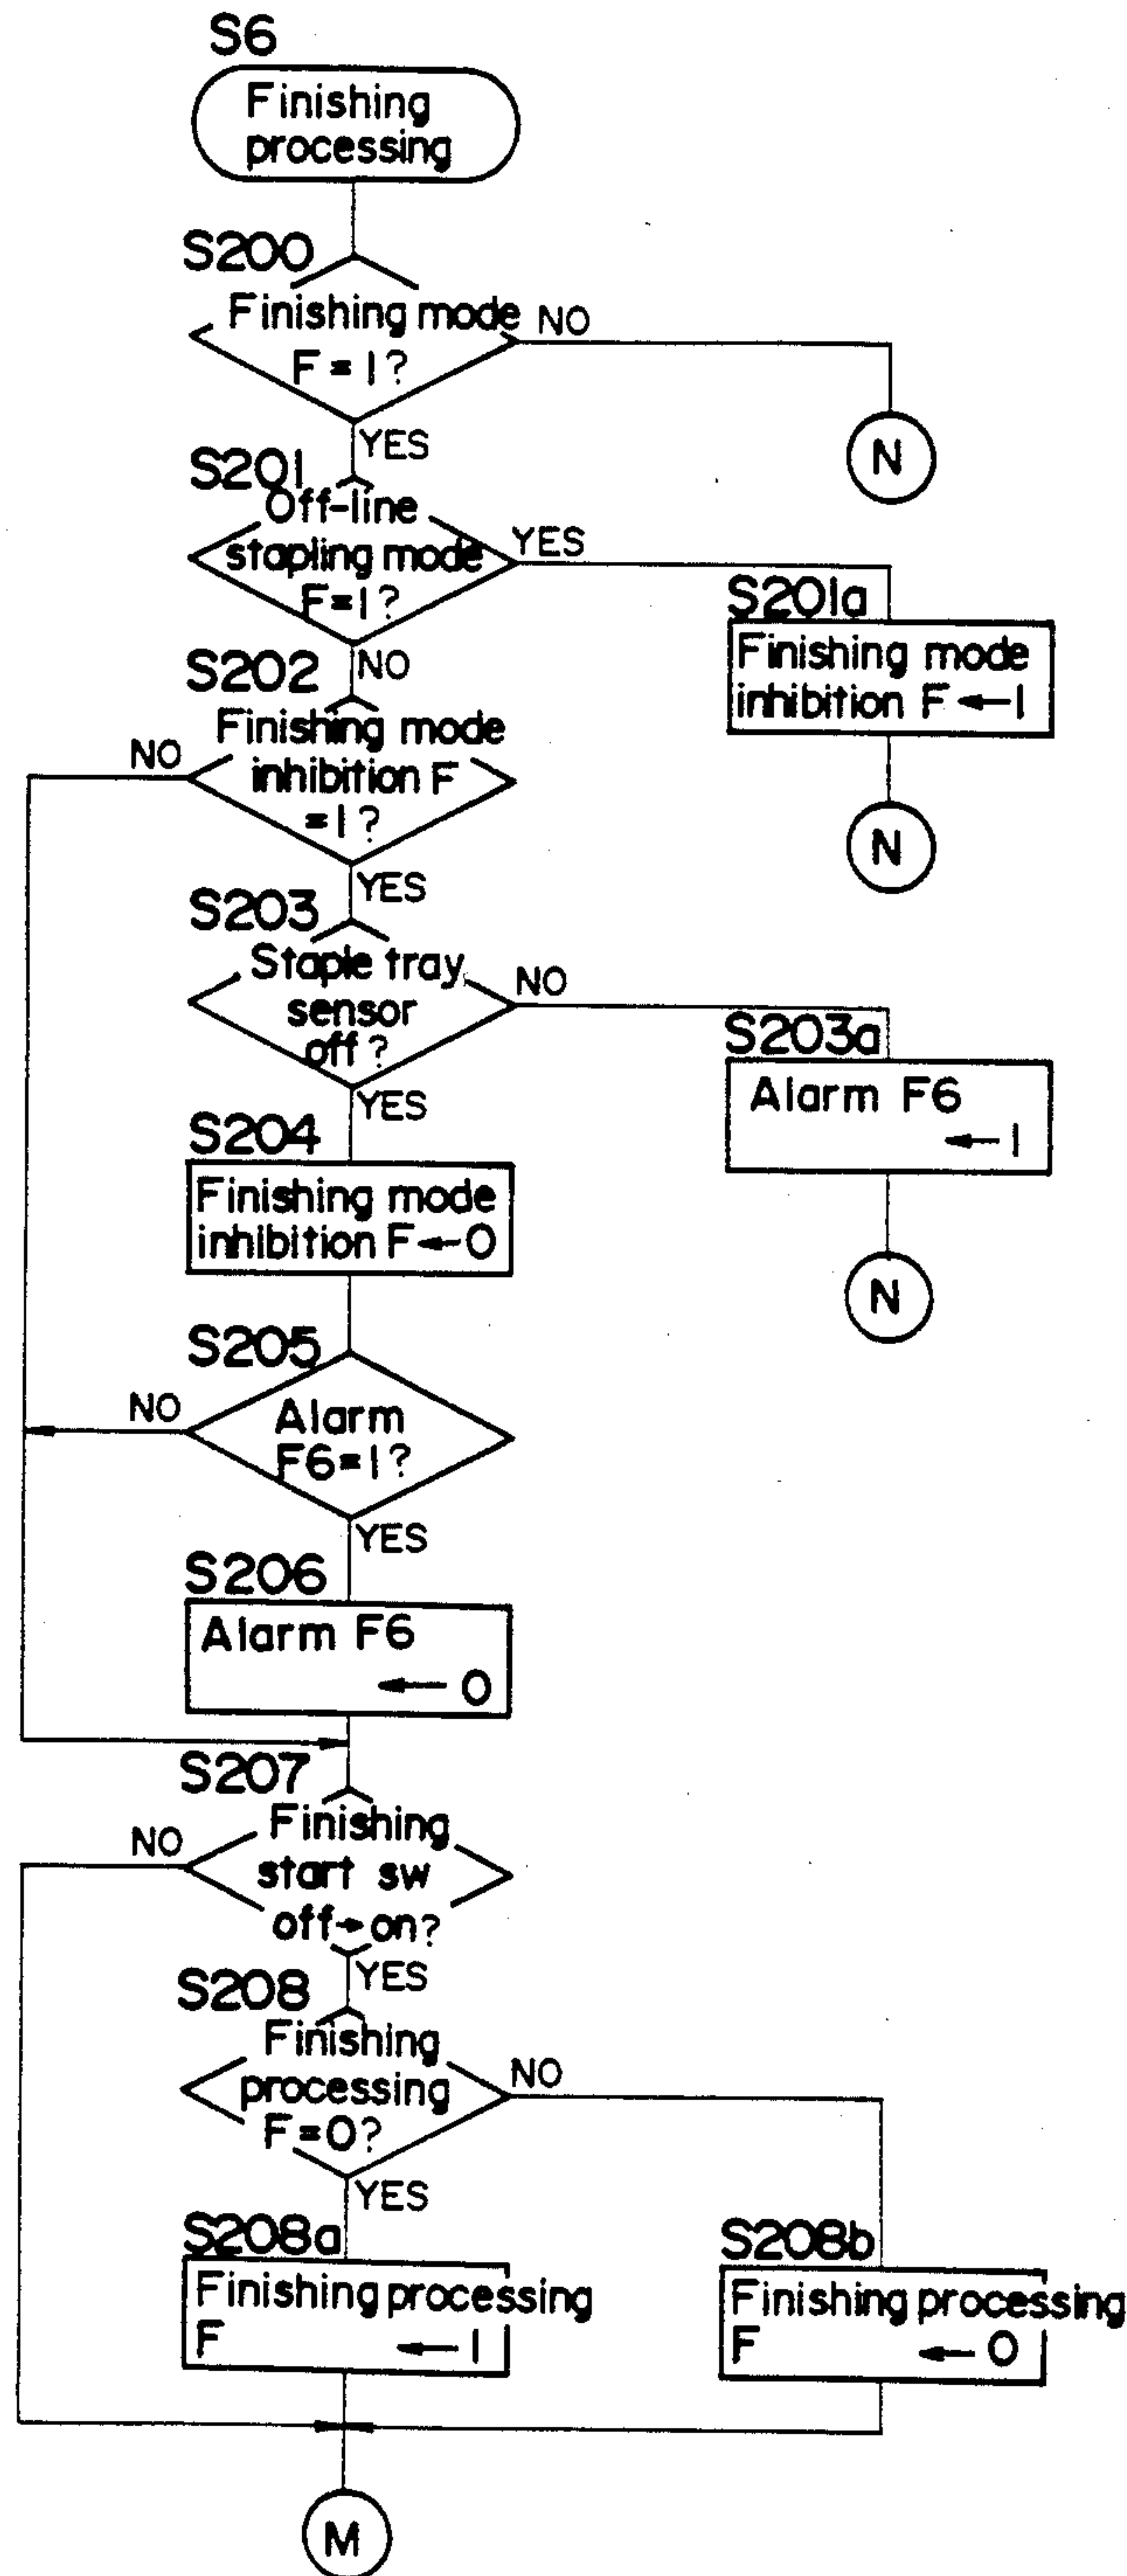 S6
Finishing
processing
S200
Finishing mode
F=1?
NO
N
YES
S201
Off-line
stapling mode
F=1?
YES
S201a
Finishing mode
inhibition F ←1
N
NO
S202
Finishing mode
inhibition F
=1?
NO
YES
S203
Staple tray
sensor
off?
NO
S203a
Alarm F6
←1
N
YES
S204
Finishing mode
inhibition F←0
S205
Alarm
F6=1?
NO
YES
S206
Alarm F6
←0
S207
Finishing
start sw
off→on?
NO
YES
S208
Finishing
processing
F=0?
NO
YES
S208a
Finishing processing
F ←1
S208b
Finishing processing
F ←0
M